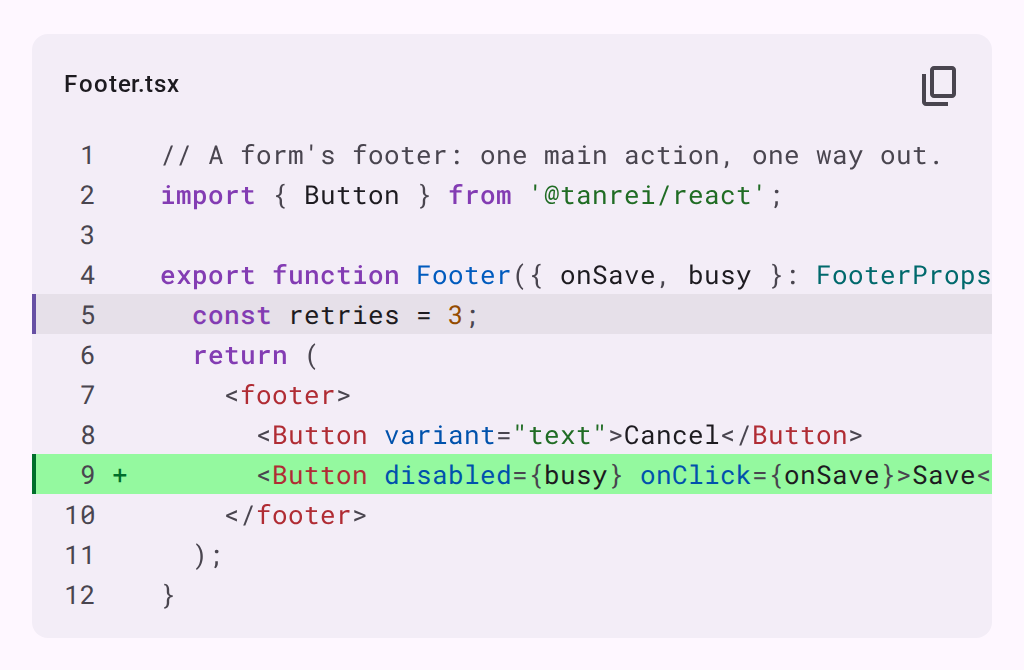 Footer.tsx
1 // A form's footer: one main action, one way out.
2 import { Button } from '@tanrei/react';
3
4 export function Footer({ onSave, busy }: FooterProps
5 const retries = 3;
6 return (
7 <footer>
8 <Button variant="text">Cancel</Button>
9 + <Button disabled={busy} onClick={onSave}>Save<
10 </footer>
11 );
12 }